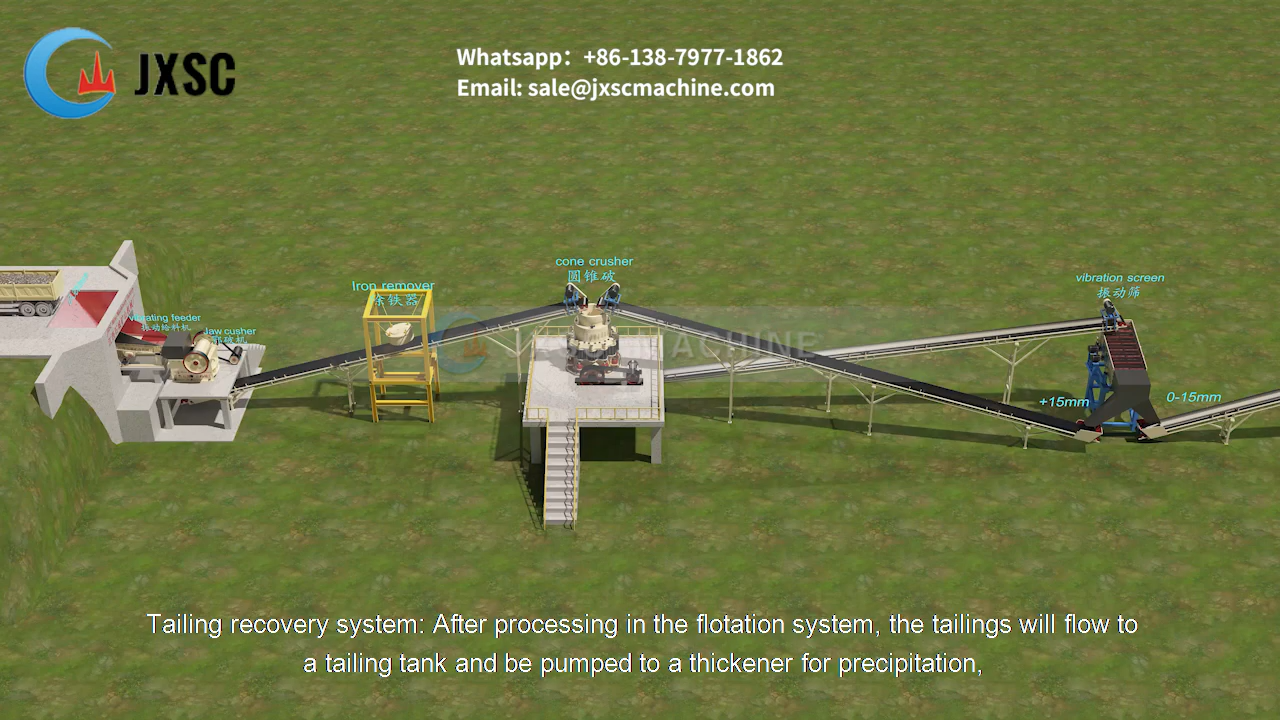 JXSC
Whatsapp：+86-138-7977-1862
Email: sale@jxscmachine.com
cone crusher
圆锥破
vibration screen
振动筛
Iron remover
除铁器
vibrating feeder
振动给料机
Jaw cusher
颚破机
+15mm
0-15mm
MACHINE
Tailing recovery system: After processing in the flotation system, the tailings will flow to
a tailing tank and be pumped to a thickener for precipitation,